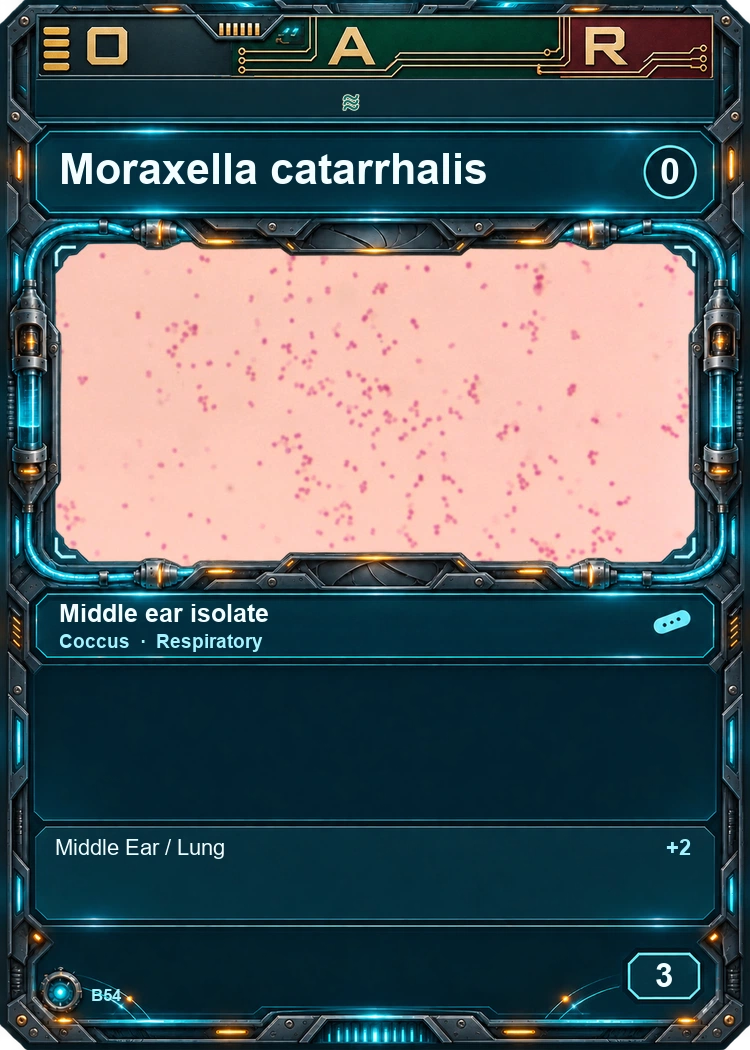 O A R
Moraxella catarrhalis 0
Middle ear isolate
Coccus · Respiratory
Middle Ear / Lung +2
3
B54